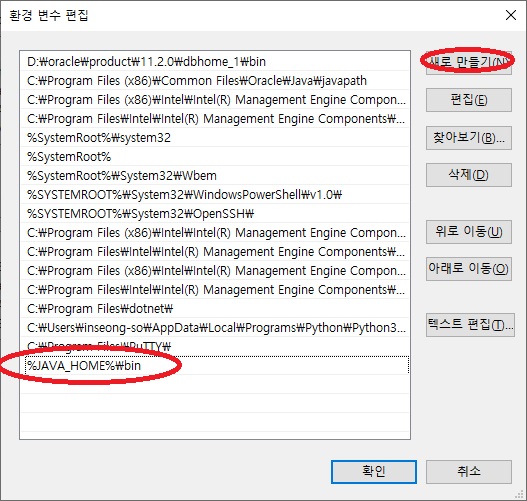 환경 변수 편집
D:₩oracle₩product₩11.2.0₩dbhome_1₩bin
C:₩Program Files (x86)₩Common Files₩Oracle₩Java₩javapath
C:₩Program Files (x86)₩Intel₩Intel(R) Management Engine Compon...
C:₩Program Files₩Intel₩Intel(R) Management Engine Components₩...
%SystemRoot%₩system32
%SystemRoot%
%SystemRoot%₩System32₩Wbem
%SYSTEMROOT%₩System32₩WindowsPowerShell₩v1.0₩
%SYSTEMROOT%₩System32₩OpenSSH₩
C:₩Program Files (x86)₩Intel₩Intel(R) Management Engine Compon...
C:₩Program Files₩Intel₩Intel(R) Management Engine Components₩...
C:₩Program Files (x86)₩Intel₩Intel(R) Management Engine Compon...
C:₩Program Files₩Intel₩Intel(R) Management Engine Components₩...
C:₩Program Files₩dotnet₩
C:₩Users₩inseong-so₩AppData₩Local₩Programs₩Python₩Python3...
C:₩Program Files₩PuTTY₩
%JAVA_HOME%₩bin
새로 만들기(N)
편집(E)
찾아보기(B)...
삭제(D)
위로 이동(U)
아래로 이동(O)
텍스트 편집(T)...
확인
취소